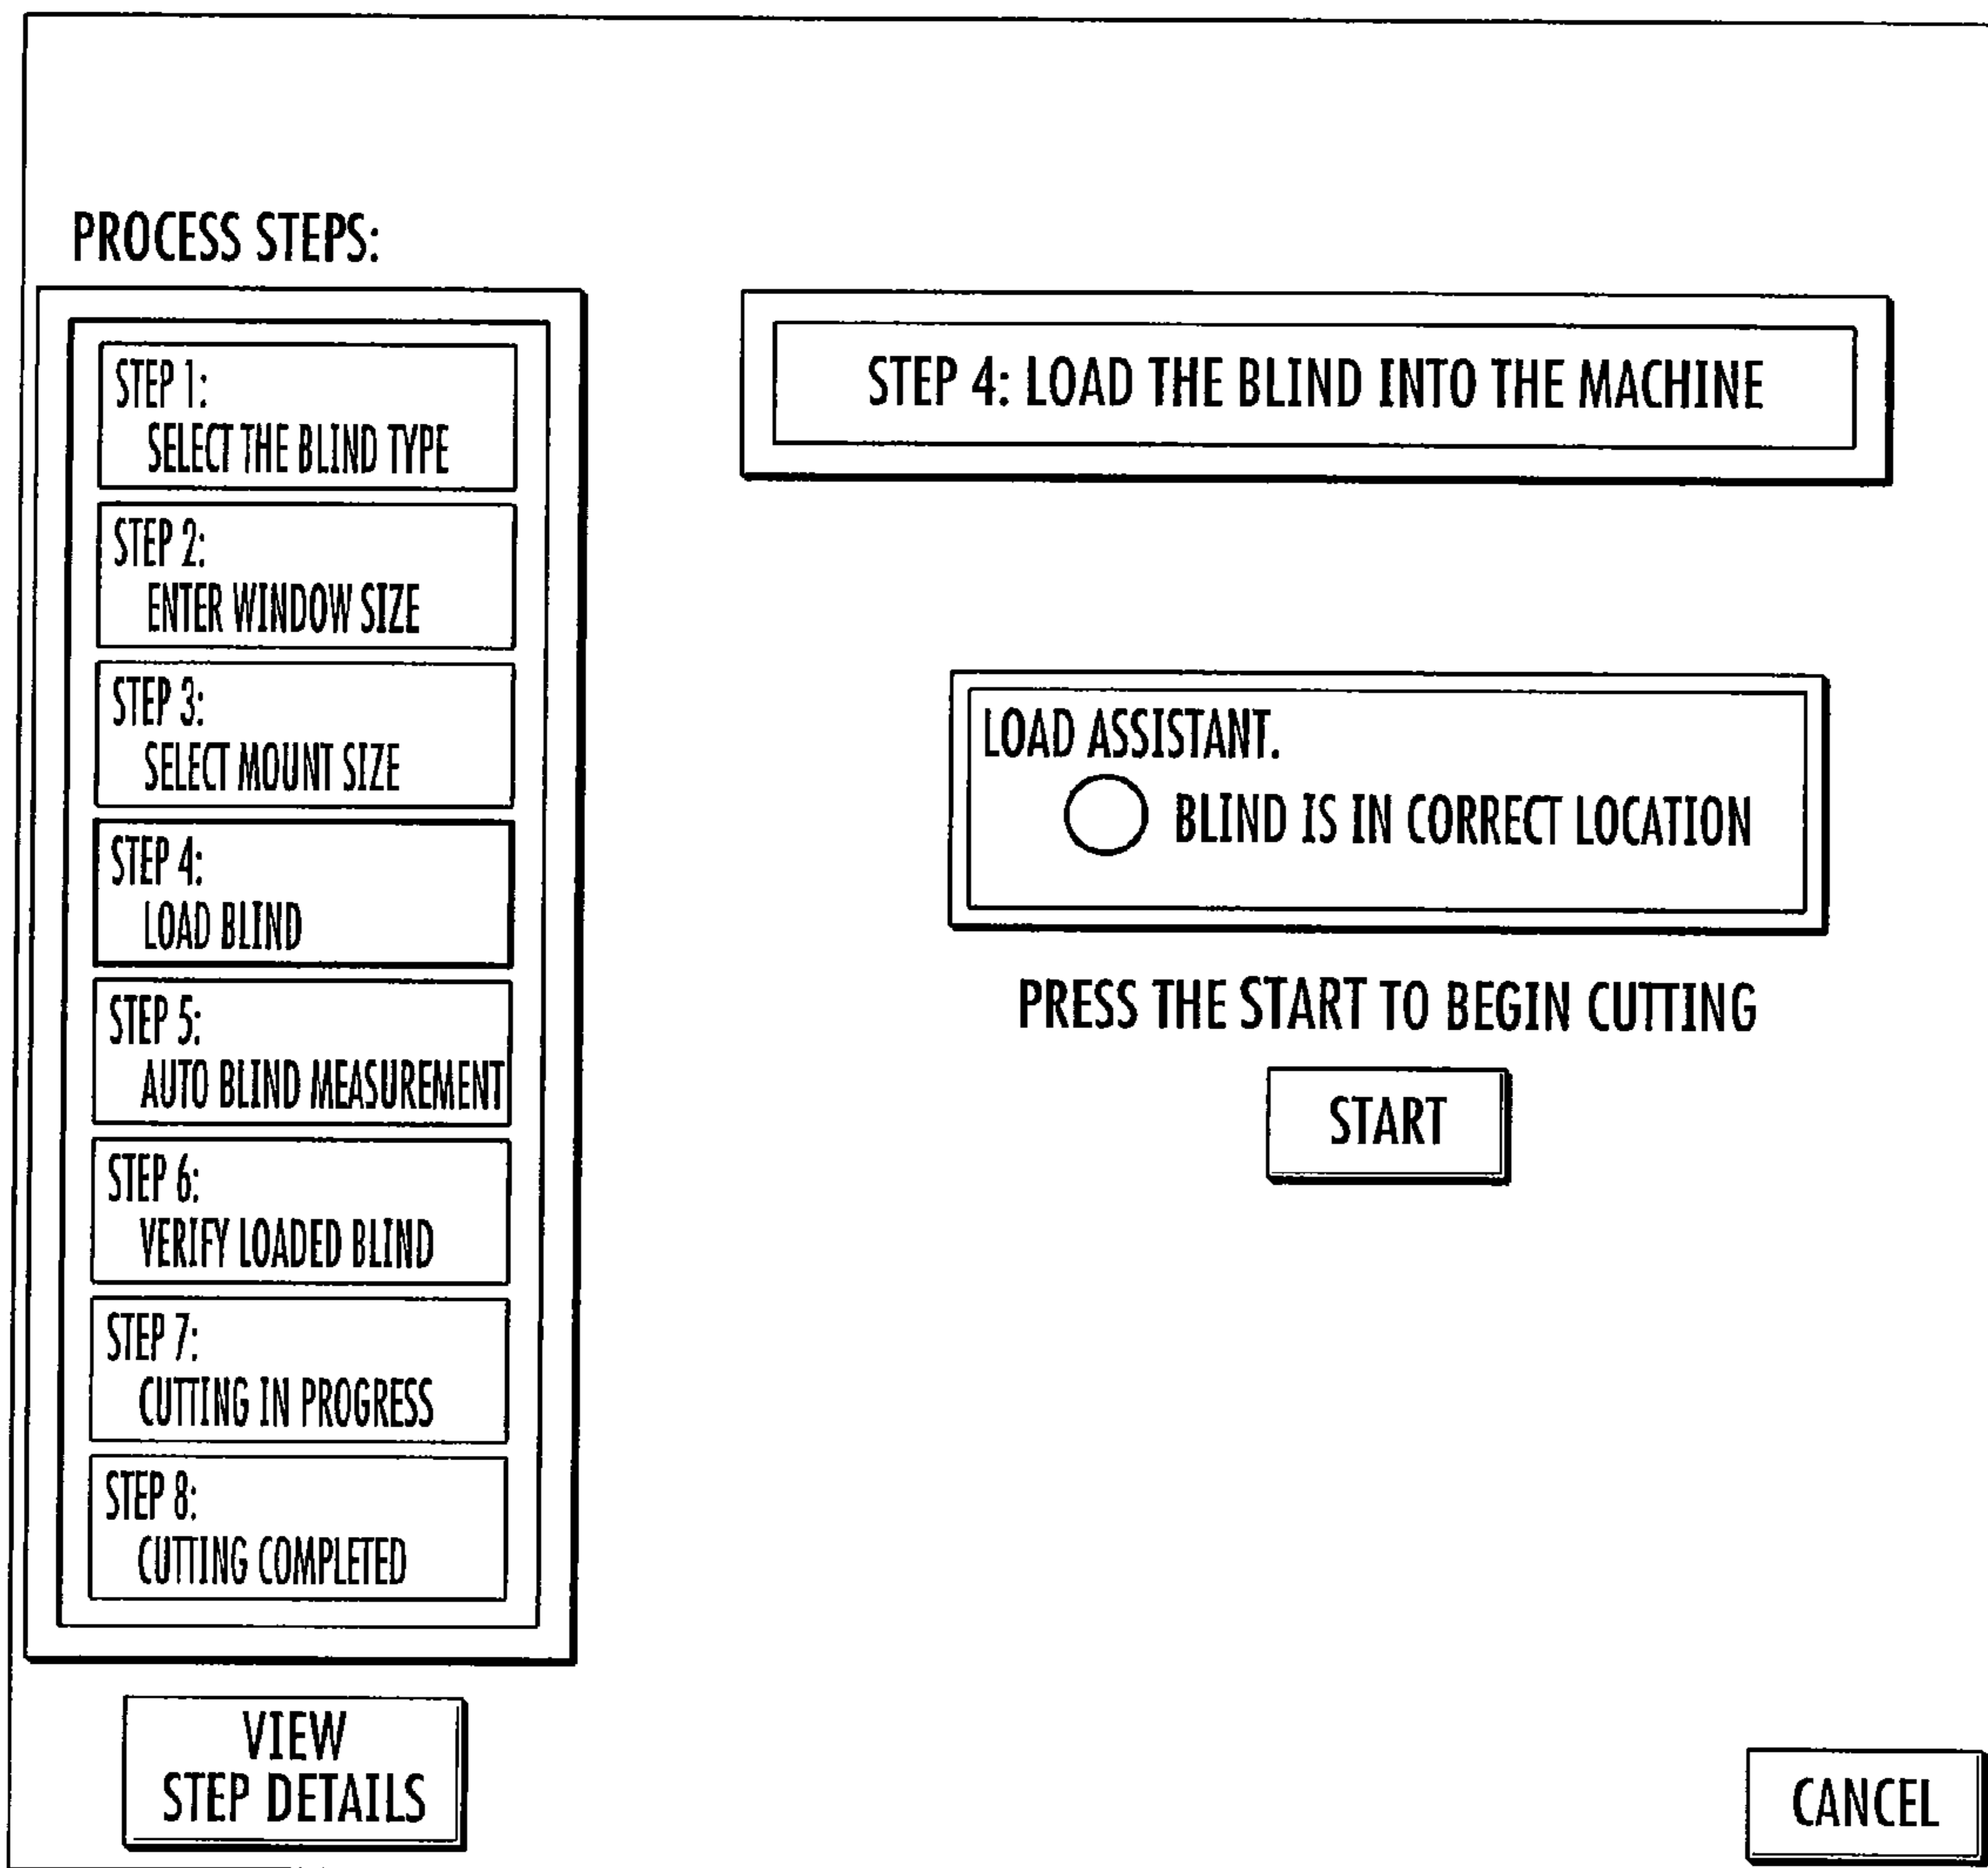 PROCESS STEPS:
STEP 1:
SELECT THE BLIND TYPE
STEP 2:
ENTER WINDOW SIZE
STEP 3:
SELECT MOUNT SIZE
STEP 4:
LOAD BLIND
STEP 5:
AUTO BLIND MEASUREMENT
STEP 6:
VERIFY LOADED BLIND
STEP 7:
CUTTING IN PROGRESS
STEP 8:
CUTTING COMPLETED
VIEW
STEP DETAILS
STEP 4: LOAD THE BLIND INTO THE MACHINE
LOAD ASSISTANT.
BLIND IS IN CORRECT LOCATION
PRESS THE START TO BEGIN CUTTING
START
CANCEL